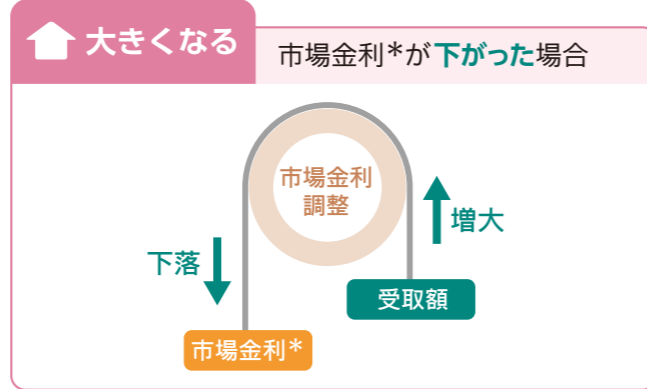 大きくなる
市場金利*が下がった場合
市場金利
調整
下落
増大
受取額
市場金利*